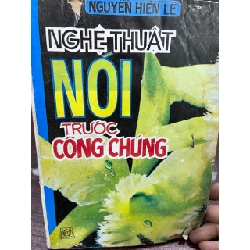 NGUYỄN HIẾN LÊ
NGHỆ THUẬT
NÓI
TRƯỚC
CÔNG CHÚNG